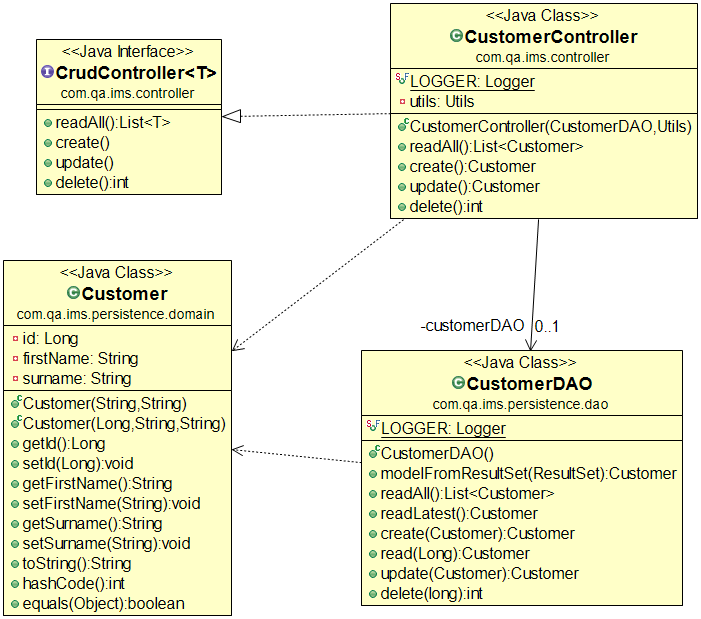 <<Java Interface>>
CrudController<T>
com.qa.ims.controller
readAll():List<T>
create()
update()
delete():int
<<Java Class>>
CustomerController
com.qa.ims.controller
LOGGER: Logger
utils: Utils
CustomerController(CustomerDAO,Utils)
readAll():List<Customer>
create():Customer
update():Customer
delete():int
<<Java Class>>
Customer
com.qa.ims.persistence.domain
id: Long
firstName: String
surname: String
Customer(String,String)
Customer(Long,String,String)
getId():Long
setId(Long):void
getFirstName():String
setFirstName(String):void
getSurname():String
setSurname(String):void
toString():String
hashCode():int
equals(Object):boolean
-customerDAO 0..1
<<Java Class>>
CustomerDAO
com.qa.ims.persistence.dao
LOGGER: Logger
CustomerDAO()
modelFromResultSet(ResultSet):Customer
readAll():List<Customer>
readLatest():Customer
create(Customer):Customer
read(Long):Customer
update(Customer):Customer
delete(long):int